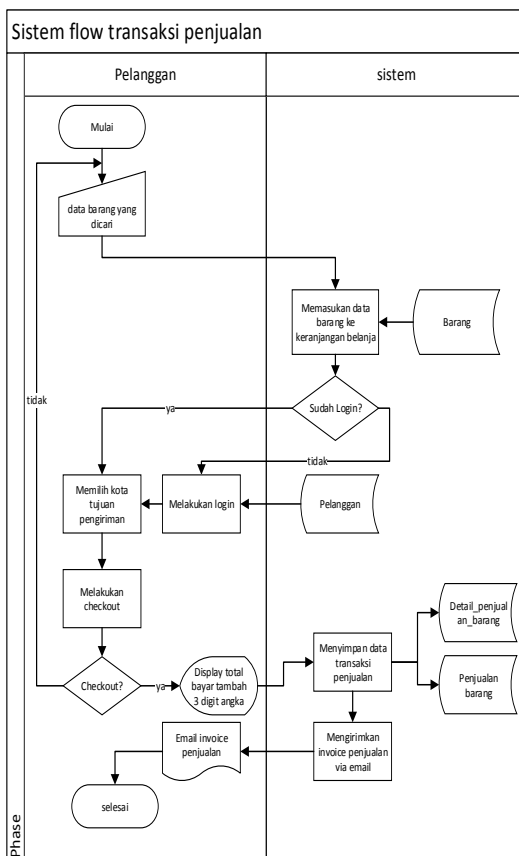 Sistem flow transaksi penjualan
Pelanggan
sistem
Mulai
data barang yang
dicari
Memasukan data
barang ke
keranjangan belanja
Barang
Sudah Login?
ya
tidak
tidak
Memilih kota
tujuan
pengiriman
Melakukan login
Pelanggan
Melakukan
checkout
Checkout?
ya
Display total
bayar tambah
3 digit angka
Menyimpan data
transaksi
penjualan
Detail_penjual
an_barang
Penjualan
barang
Email invoice
penjualan
Mengirimkan
invoice penjualan
via email
selesai
Phase